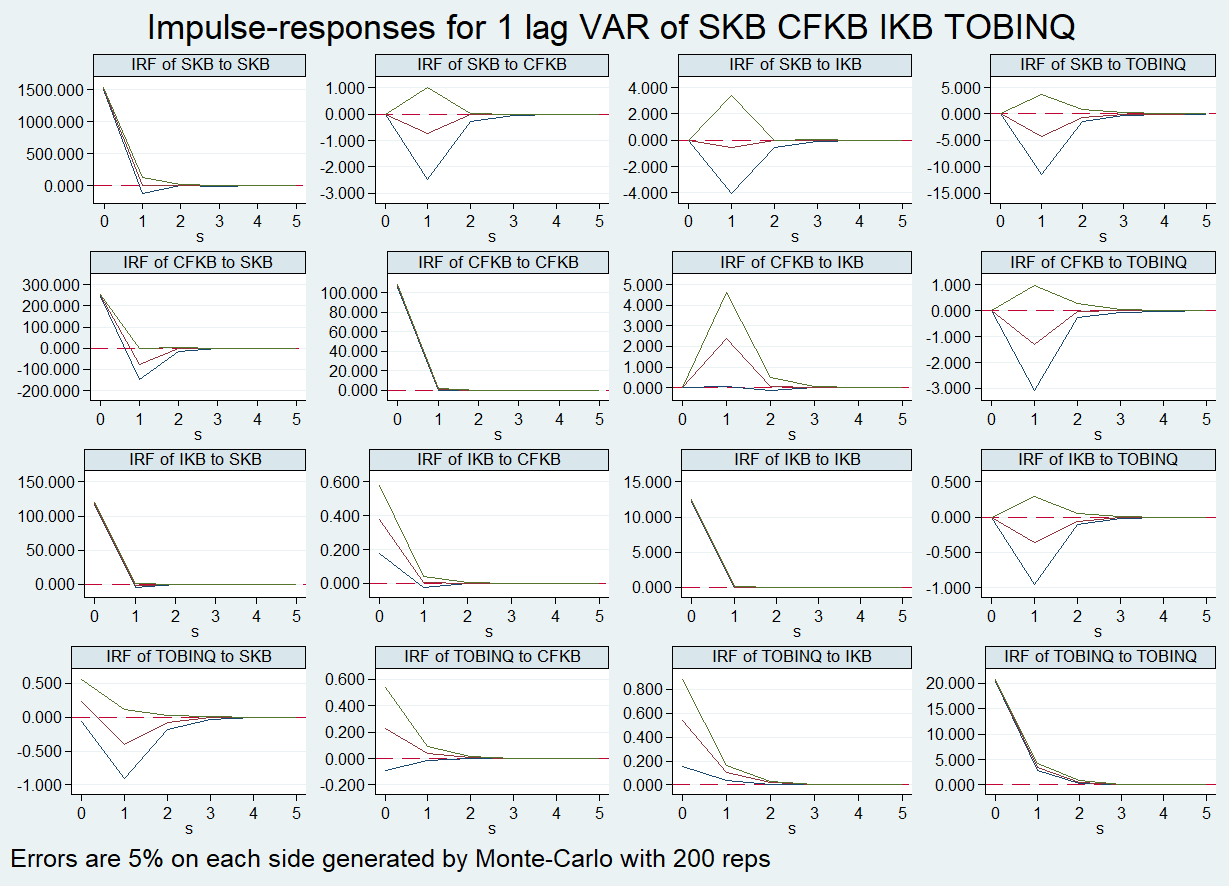 Impulse-responses for 1 lag VAR of SKB CFKB IKB TOBINQ
IRF of SKB to SKB
1500.000
1000.000
500.000
0.000
0 1 2 3 4 5
s
IRF of SKB to CFKB
1.000
0.000
-1.000
-2.000
-3.000
0 1 2 3 4 5
s
IRF of SKB to IKB
4.000
2.000
0.000
-2.000
-4.000
0 1 2 3 4 5
s
IRF of SKB to TOBINQ
5.000
0.000
-5.000
-10.000
-15.000
0 1 2 3 4 5
s
IRF of CFKB to SKB
300.000
200.000
100.000
0.000
-100.000
-200.000
0 1 2 3 4 5
s
IRF of CFKB to CFKB
100.000
80.000
60.000
40.000
20.000
0.000
0 1 2 3 4 5
s
IRF of CFKB to IKB
5.000
4.000
3.000
2.000
1.000
0.000
0 1 2 3 4 5
s
IRF of CFKB to TOBINQ
1.000
0.000
-1.000
-2.000
-3.000
0 1 2 3 4 5
s
IRF of IKB to SKB
150.000
100.000
50.000
0.000
0 1 2 3 4 5
s
IRF of IKB to CFKB
0.600
0.400
0.200
0.000
0 1 2 3 4 5
s
IRF of IKB to IKB
15.000
10.000
5.000
0.000
0 1 2 3 4 5
s
IRF of IKB to TOBINQ
0.500
0.000
-0.500
-1.000
0 1 2 3 4 5
s
IRF of TOBINQ to SKB
0.500
0.000
-0.500
-1.000
0 1 2 3 4 5
s
IRF of TOBINQ to CFKB
0.600
0.400
0.200
0.000
-0.200
0 1 2 3 4 5
s
IRF of TOBINQ to IKB
0.800
0.600
0.400
0.200
0.000
0 1 2 3 4 5
s
IRF of TOBINQ to TOBINQ
20.000
15.000
10.000
5.000
0.000
0 1 2 3 4 5
s
Errors are 5% on each side generated by Monte-Carlo with 200 reps